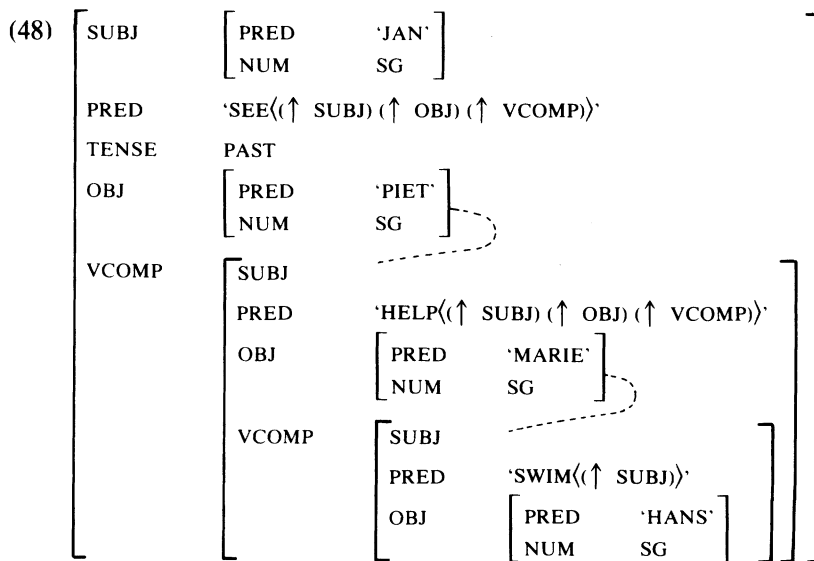 (48) SUBJ PRED ‘JAN’
NUM SG
PRED ‘SEE⟨(↑ SUBJ) (↑ OBJ) (↑ VCOMP)⟩’
TENSE PAST
OBJ PRED ‘PIET’
NUM SG
VCOMP SUBJ
PRED ‘HELP⟨(↑ SUBJ) (↑ OBJ) (↑ VCOMP)⟩’
OBJ PRED ‘MARIE’
NUM SG
VCOMP SUBJ
PRED ‘SWIM⟨(↑ SUBJ)⟩’
OBJ PRED ‘HANS’
NUM SG